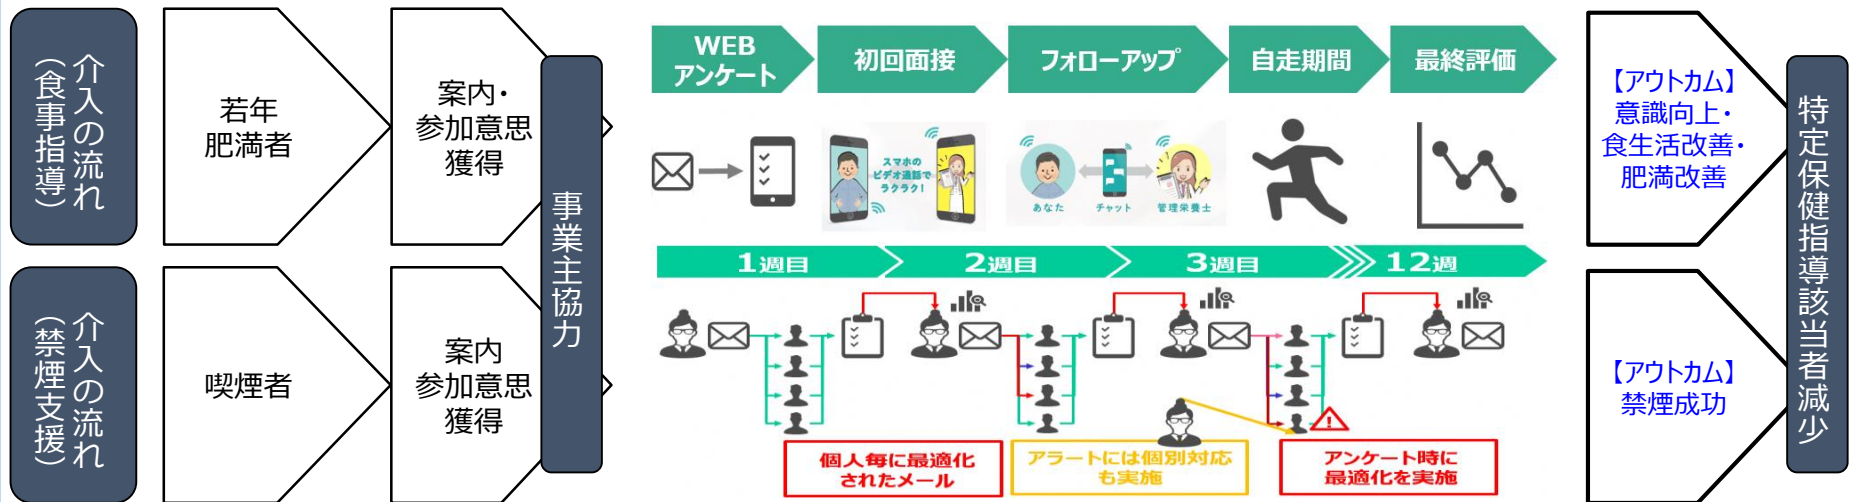 介入の流れ
（食事指導）
若年
肥満者
案内・
参加意思
獲得
事業主協力
WEB
アンケート
初回面接
フォローアップ
自走期間
最終評価
スマホの
ビデオ通話で
ラクラク！
あなた
チャット
管理栄養士
【アウトカム】
意識向上・
食生活改善・
肥満改善
特定保健指導該当者減少
介入の流れ
（禁煙支援）
喫煙者
案内
参加意思
獲得
1週目
2週目
3週目
12週
個人毎に最適化
されたメール
アラートには個別対応
も実施
アンケート時に
最適化を実施
【アウトカム】
禁煙成功